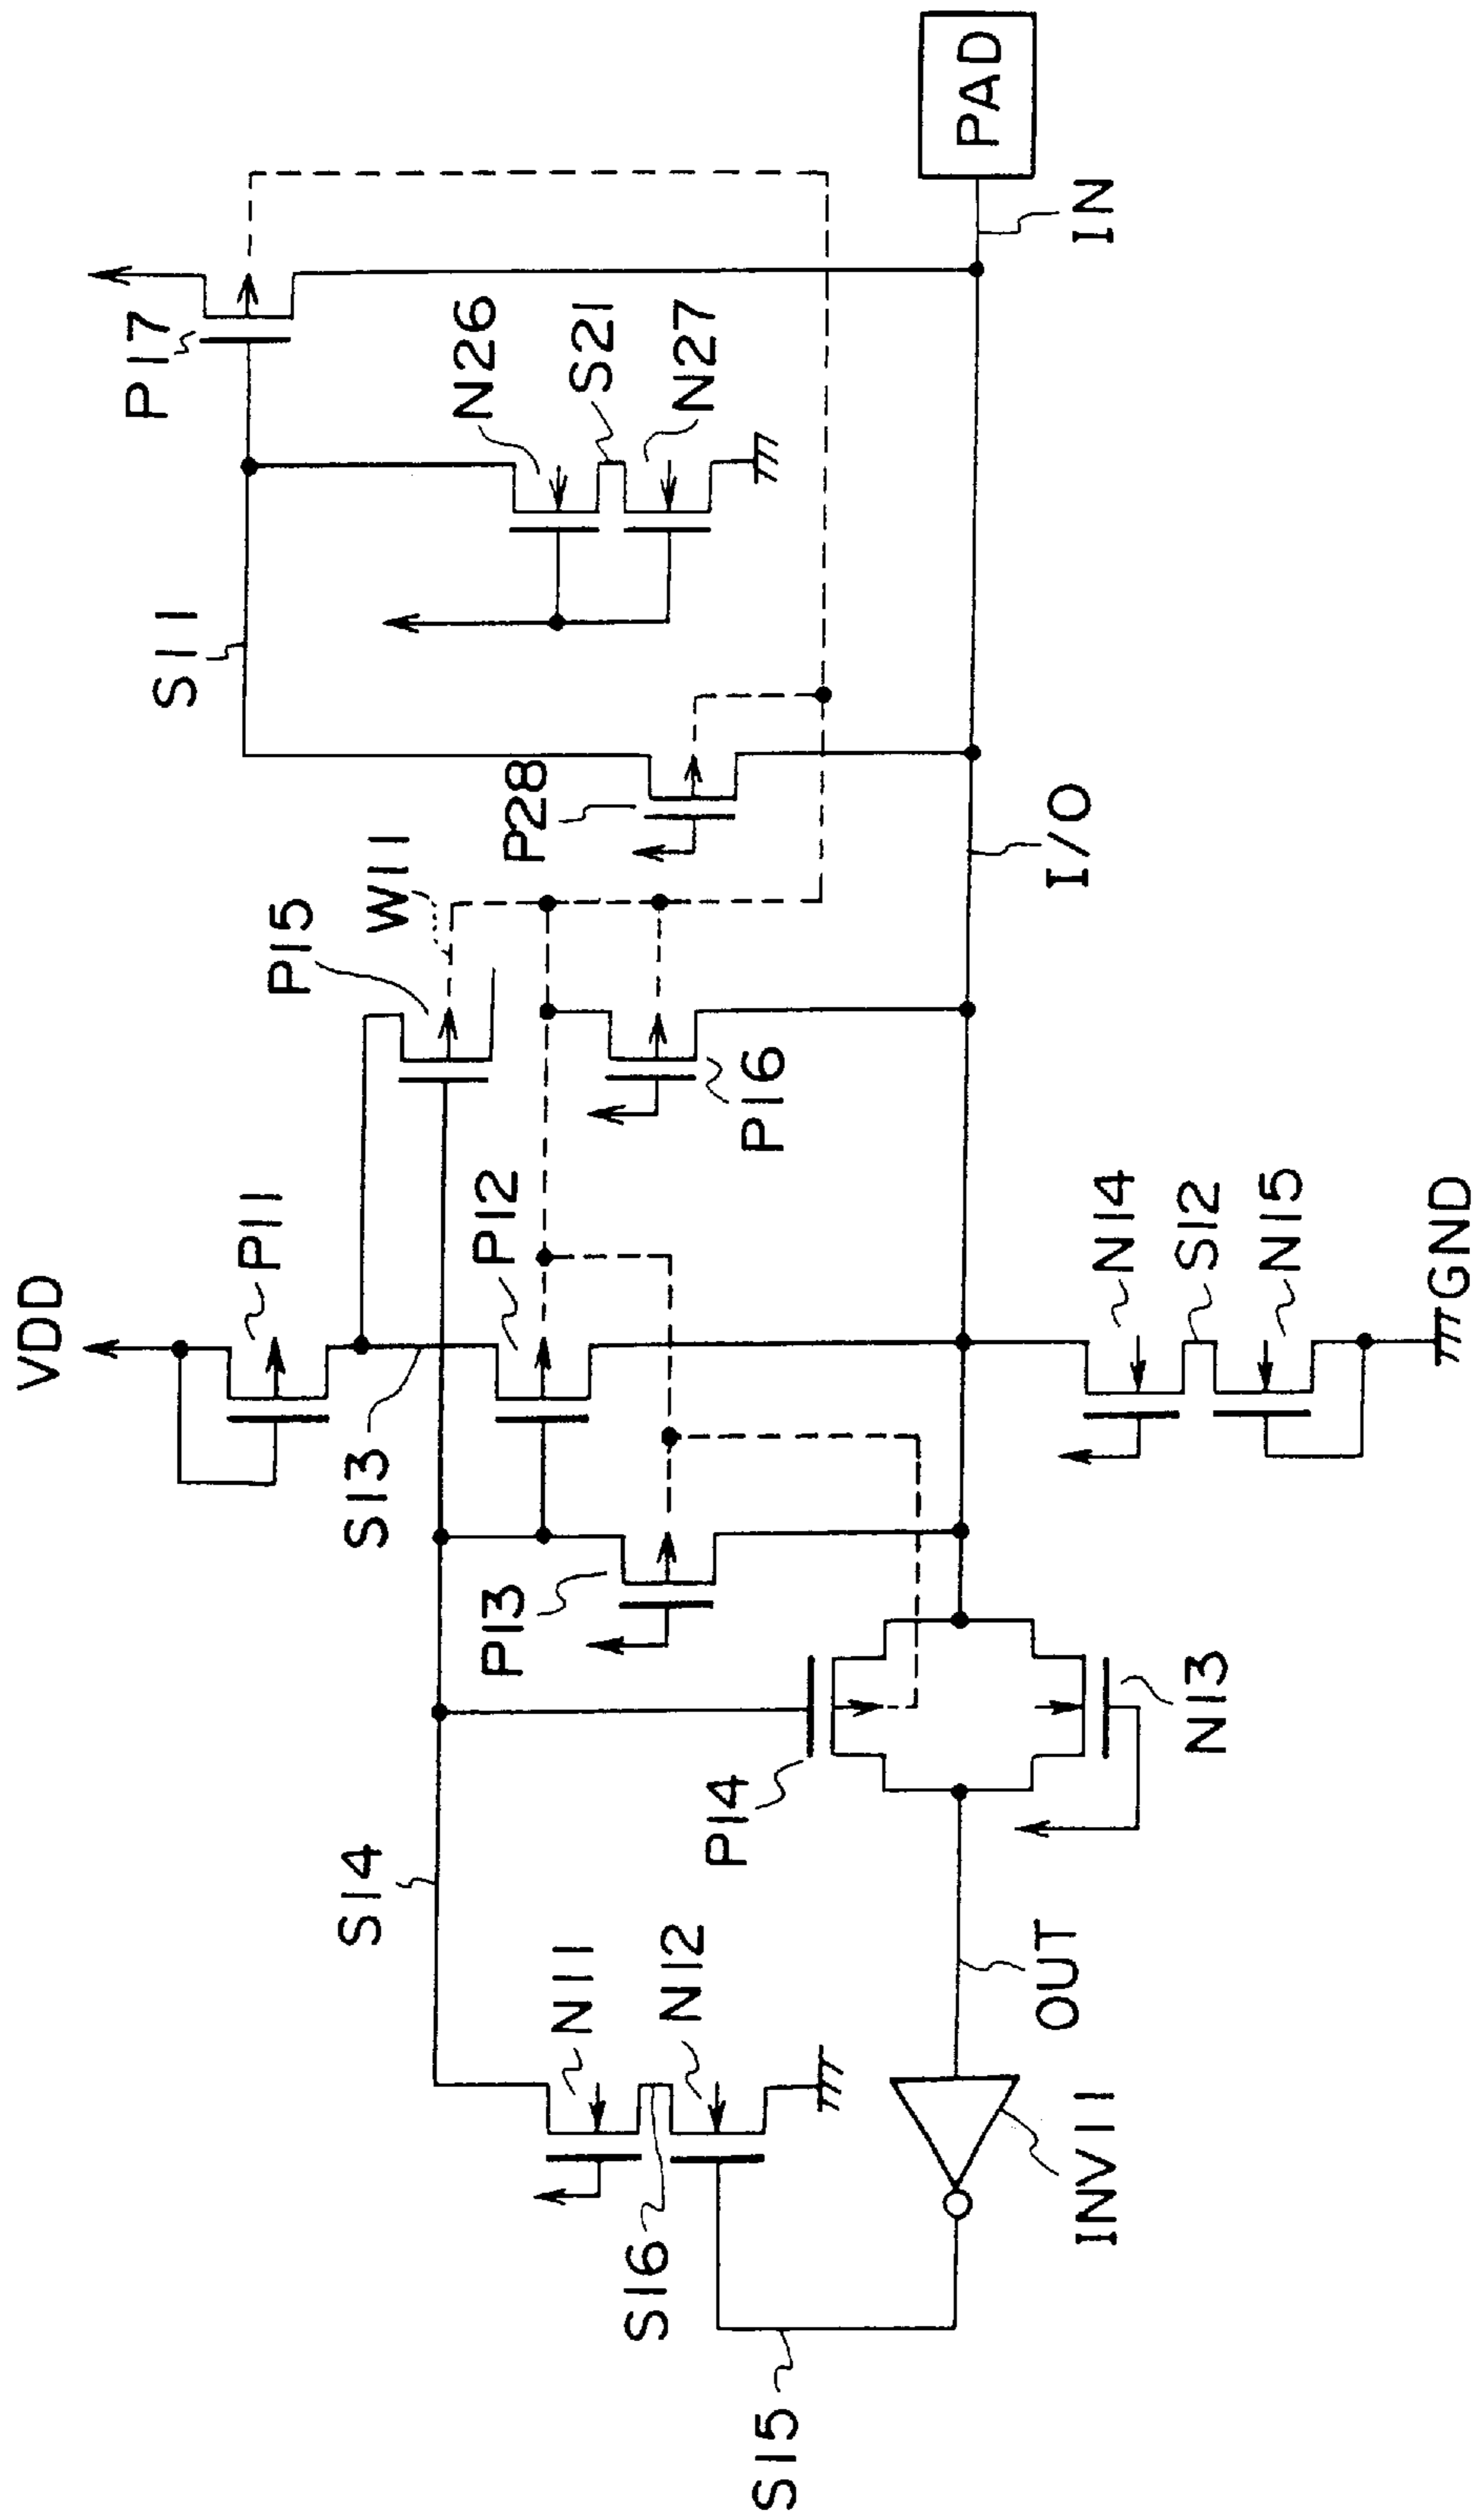 VDD
P11
S13
S14
P12
P13
P15
W11
S11
P17
N26
S21
N27
P28
P16
PAD
IN
I/O
N11
N12
S16
S15
P14
N13
OUT
INV11
N14
S12
N15
GND